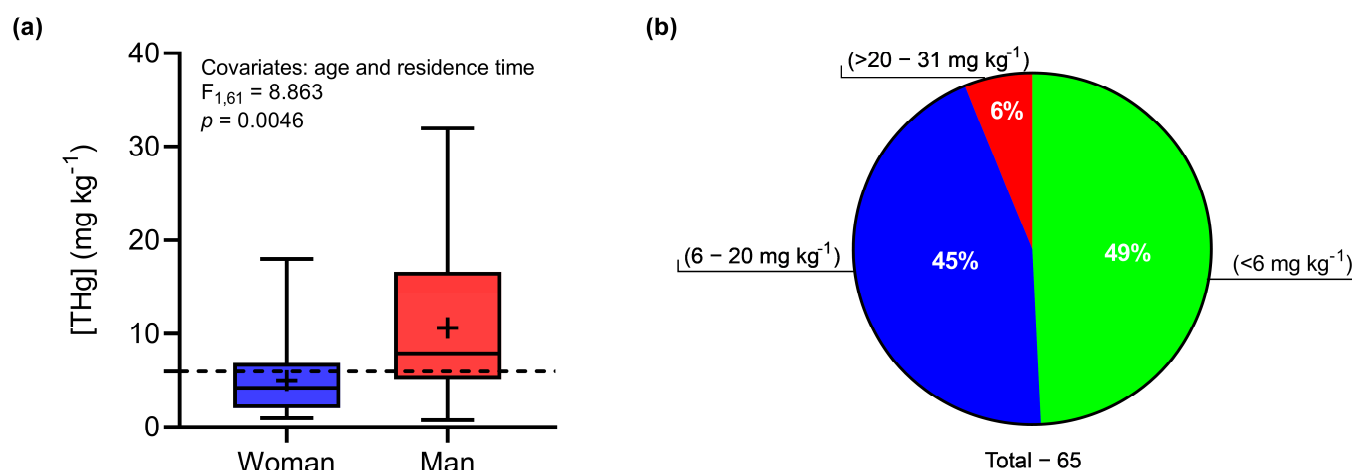 (a)
40
30
20
10
0
[THg] (mg kg⁻¹)
Covariates: age and residence time
F₁,₆₁ = 8.863
p = 0.0046
Woman
Man
(b)
(>20 − 31 mg kg⁻¹)
6%
(6 − 20 mg kg⁻¹)
45%
49%
(<6 mg kg⁻¹)
Total − 65